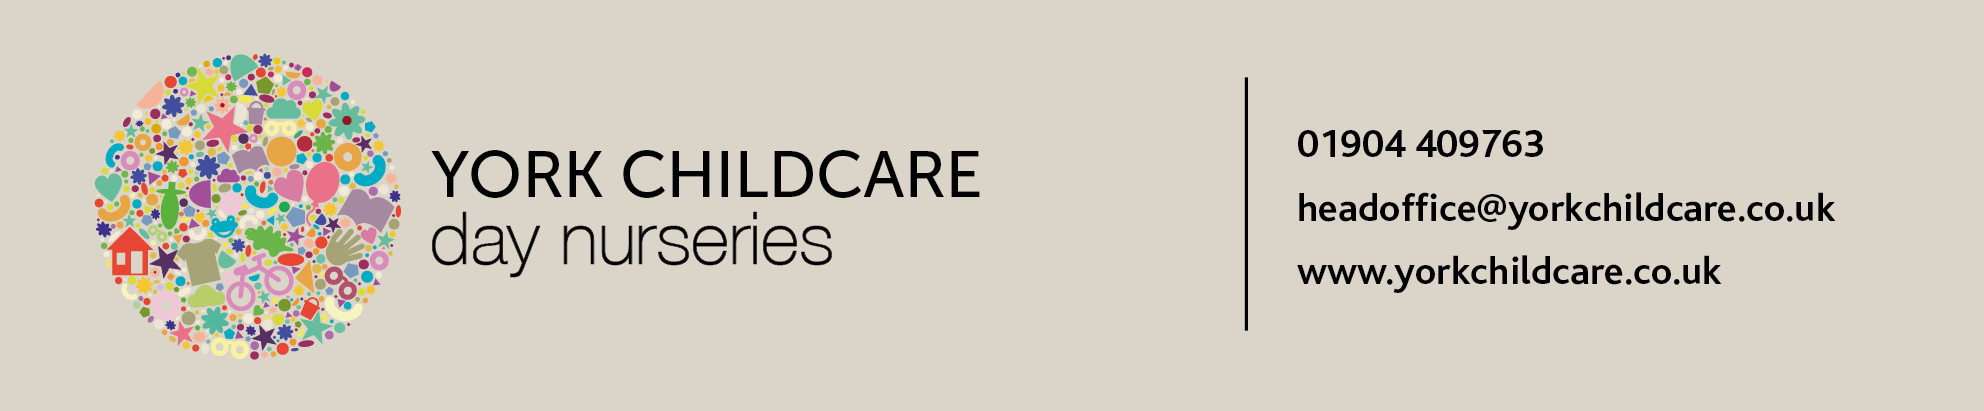 YORK CHILDCARE
day nurseries
01904 409763
headoffice@yorkchildcare.co.uk
www.yorkchildcare.co.uk